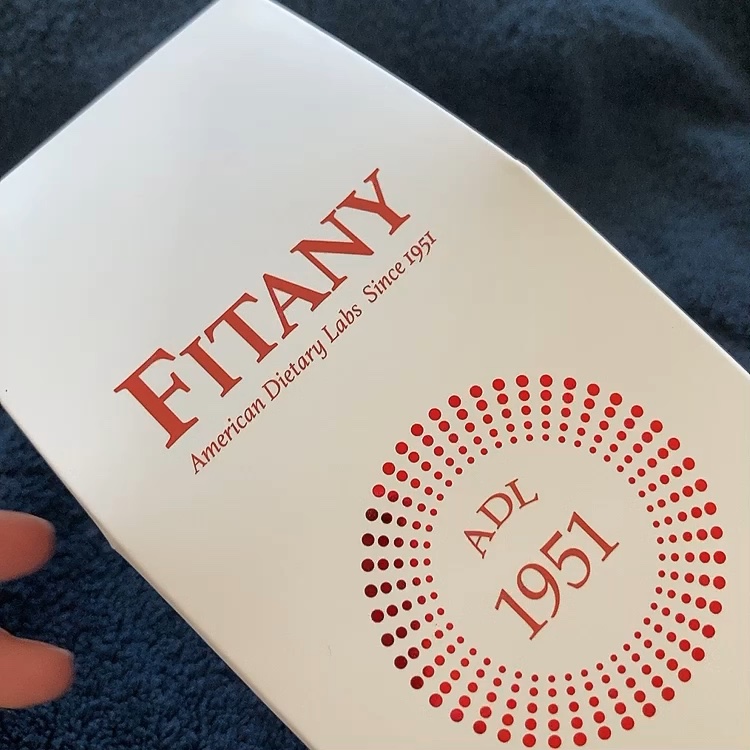 FITANY
American Dietary Labs Since 1951
ADL
1951